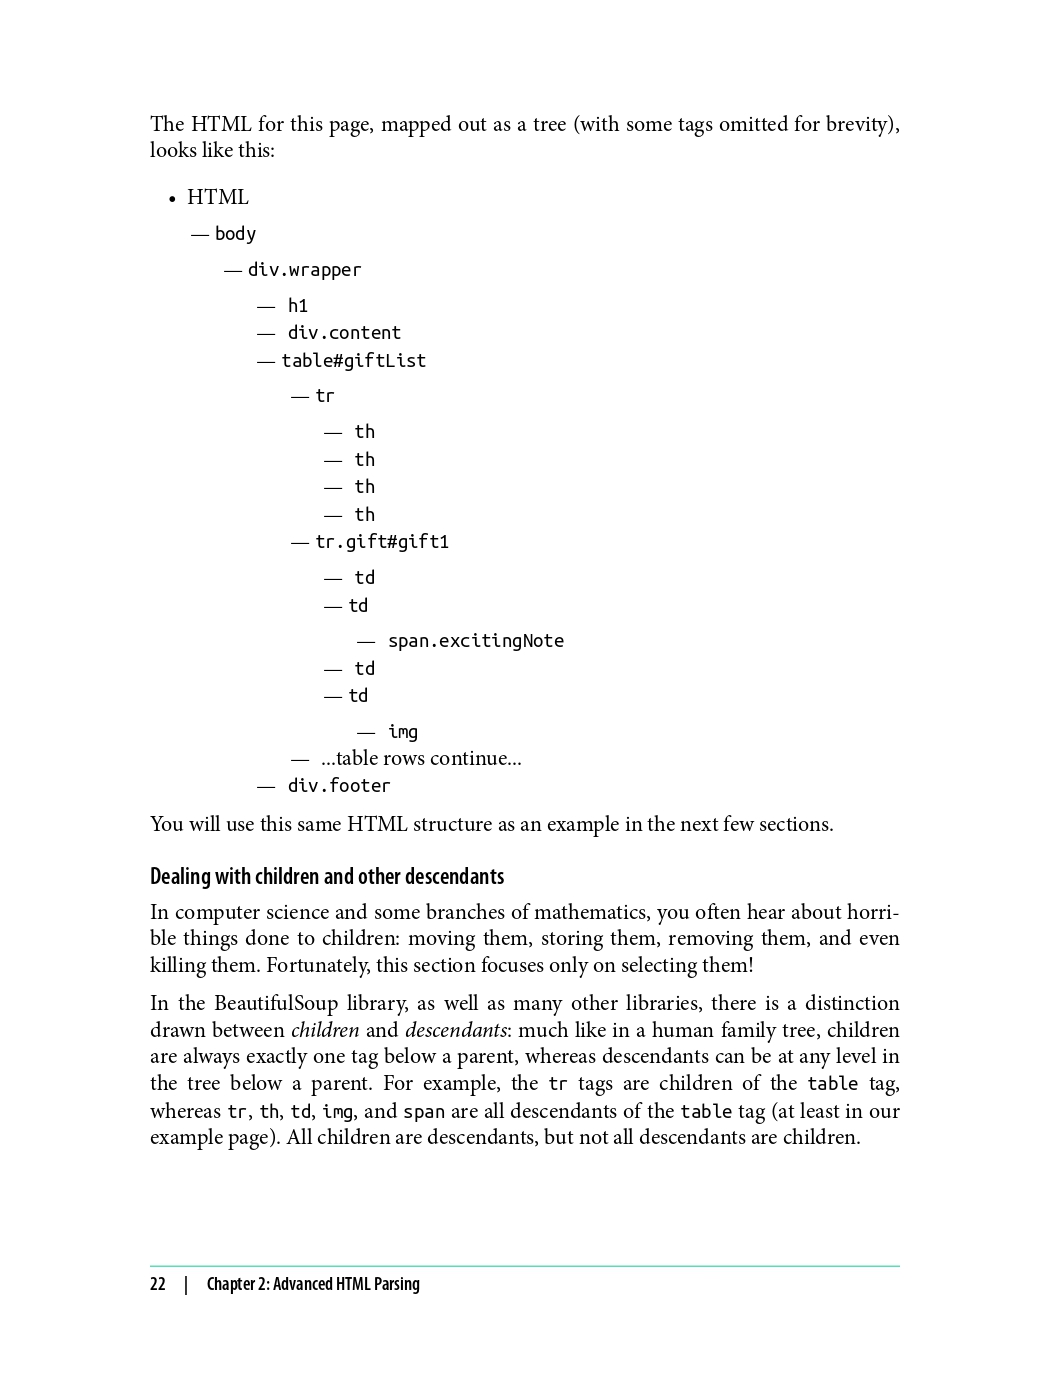 The HTML for this page, mapped out as a tree (with some tags omitted for brevity),
looks like this:
• HTML
— body
— div.wrapper
— h1
— div.content
— table#giftList
— tr
— th
— th
— th
— th
— tr.gift#gift1
— td
— td
— span.excitingNote
— td
— td
— img
— ...table rows continue...
— div.footer
You will use this same HTML structure as an example in the next few sections.
Dealing with children and other descendants
In computer science and some branches of mathematics, you often hear about horri-
ble things done to children: moving them, storing them, removing them, and even
killing them. Fortunately, this section focuses only on selecting them!
In the BeautifulSoup library, as well as many other libraries, there is a distinction
drawn between children and descendants: much like in a human family tree, children
are always exactly one tag below a parent, whereas descendants can be at any level in
the tree below a parent. For example, the tr tags are children of the table tag,
whereas tr, th, td, img, and span are all descendants of the table tag (at least in our
example page). All children are descendants, but not all descendants are children.
22 | Chapter 2: Advanced HTML Parsing